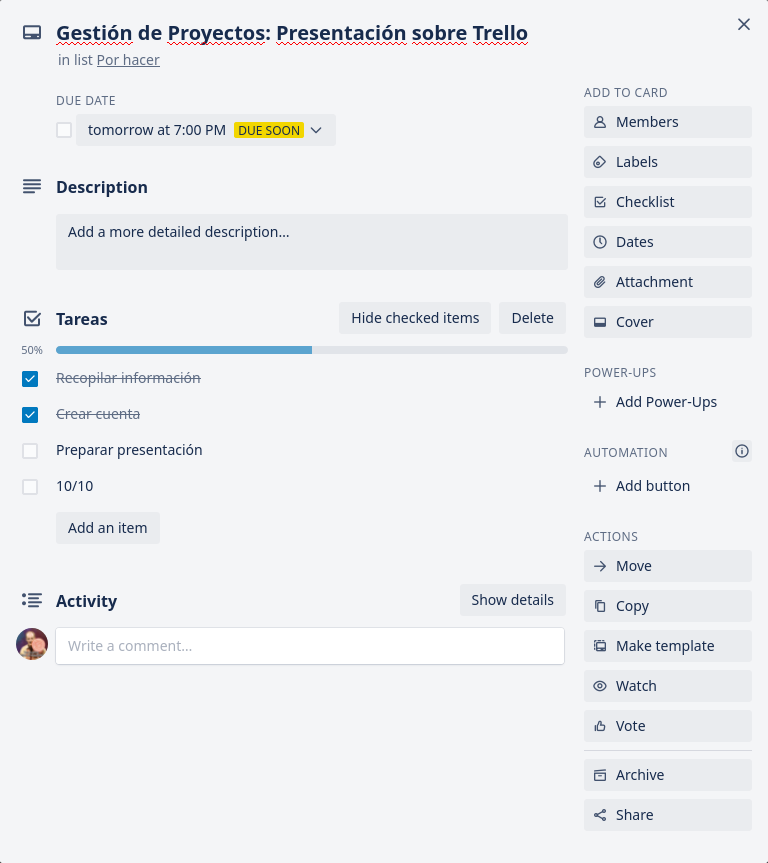 Gestión de Proyectos: Presentación sobre Trello
in list Por hacer
DUE DATE
tomorrow at 7:00 PM DUE SOON
Description
Add a more detailed description...
Tareas
Hide checked items
Delete
50%
Recopilar información
Crear cuenta
Preparar presentación
10/10
Add an item
Activity
Show details
Write a comment...
ADD TO CARD
Members
Labels
Checklist
Dates
Attachment
Cover
POWER-UPS
Add Power-Ups
AUTOMATION
Add button
ACTIONS
Move
Copy
Make template
Watch
Vote
Archive
Share